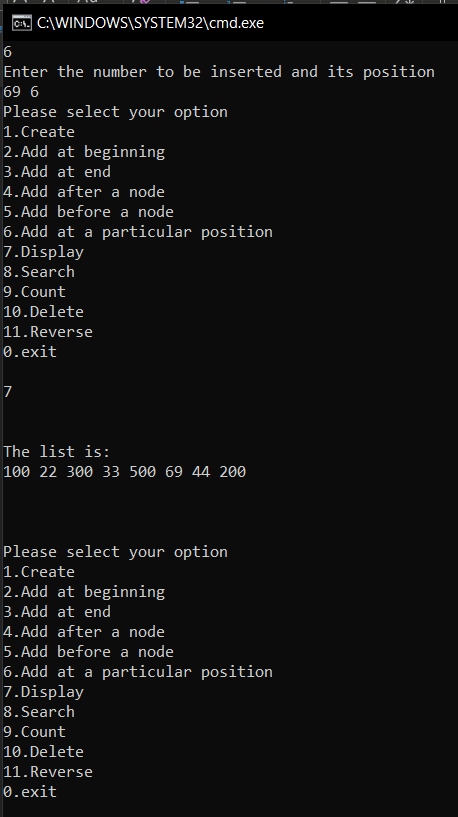 C:\WINDOWS\SYSTEM32\cmd.exe
6
Enter the number to be inserted and its position
69 6
Please select your option
1.Create
2.Add at beginning
3.Add at end
4.Add after a node
5.Add before a node
6.Add at a particular position
7.Display
8.Search
9.Count
10.Delete
11.Reverse
0.exit
7
The list is:
100 22 300 33 500 69 44 200
Please select your option
1.Create
2.Add at beginning
3.Add at end
4.Add after a node
5.Add before a node
6.Add at a particular position
7.Display
8.Search
9.Count
10.Delete
11.Reverse
0.exit